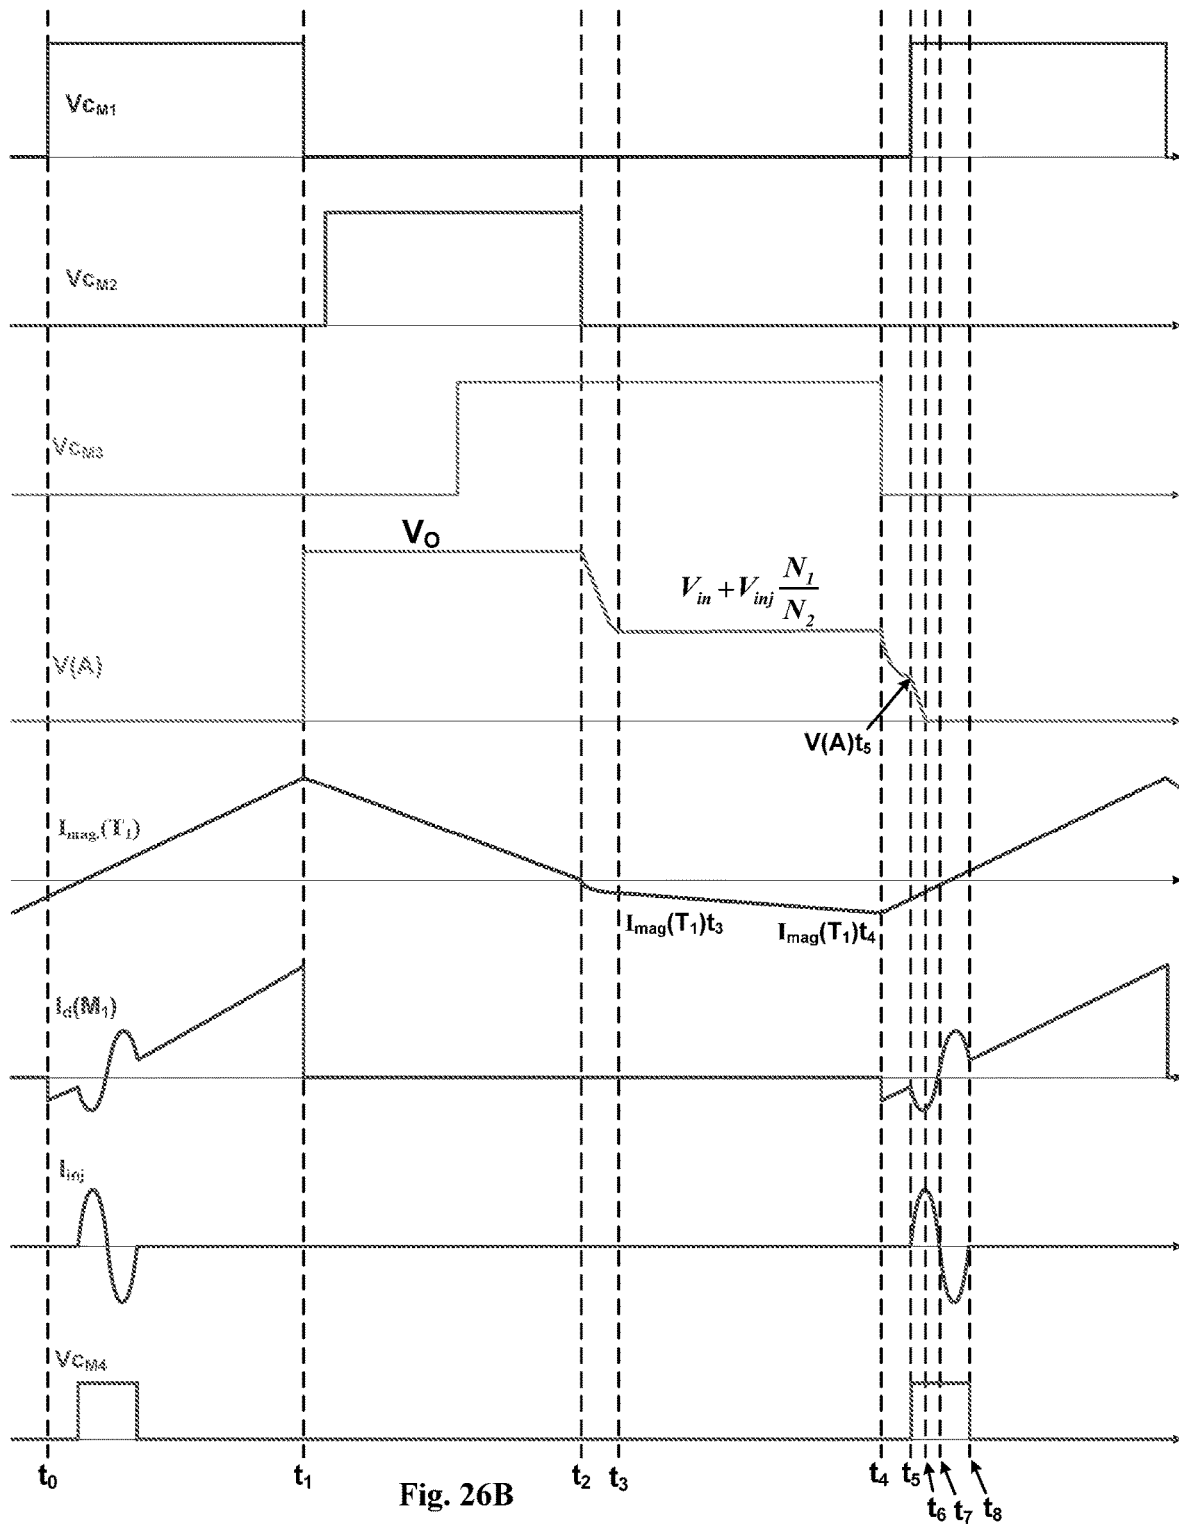 Vc_M1
Vc_M2
Vc_M3
V_O
V_in + V_inj N_1/N_2
V(A)
V(A)t_5
I_mag.(T_1)
I_mag(T_1)t_3
I_mag(T_1)t_4
I_d(M_1)
I_inj
Vc_M4
t_0
t_1
t_2
t_3
t_4
t_5
t_6
t_7
t_8
Fig. 26B